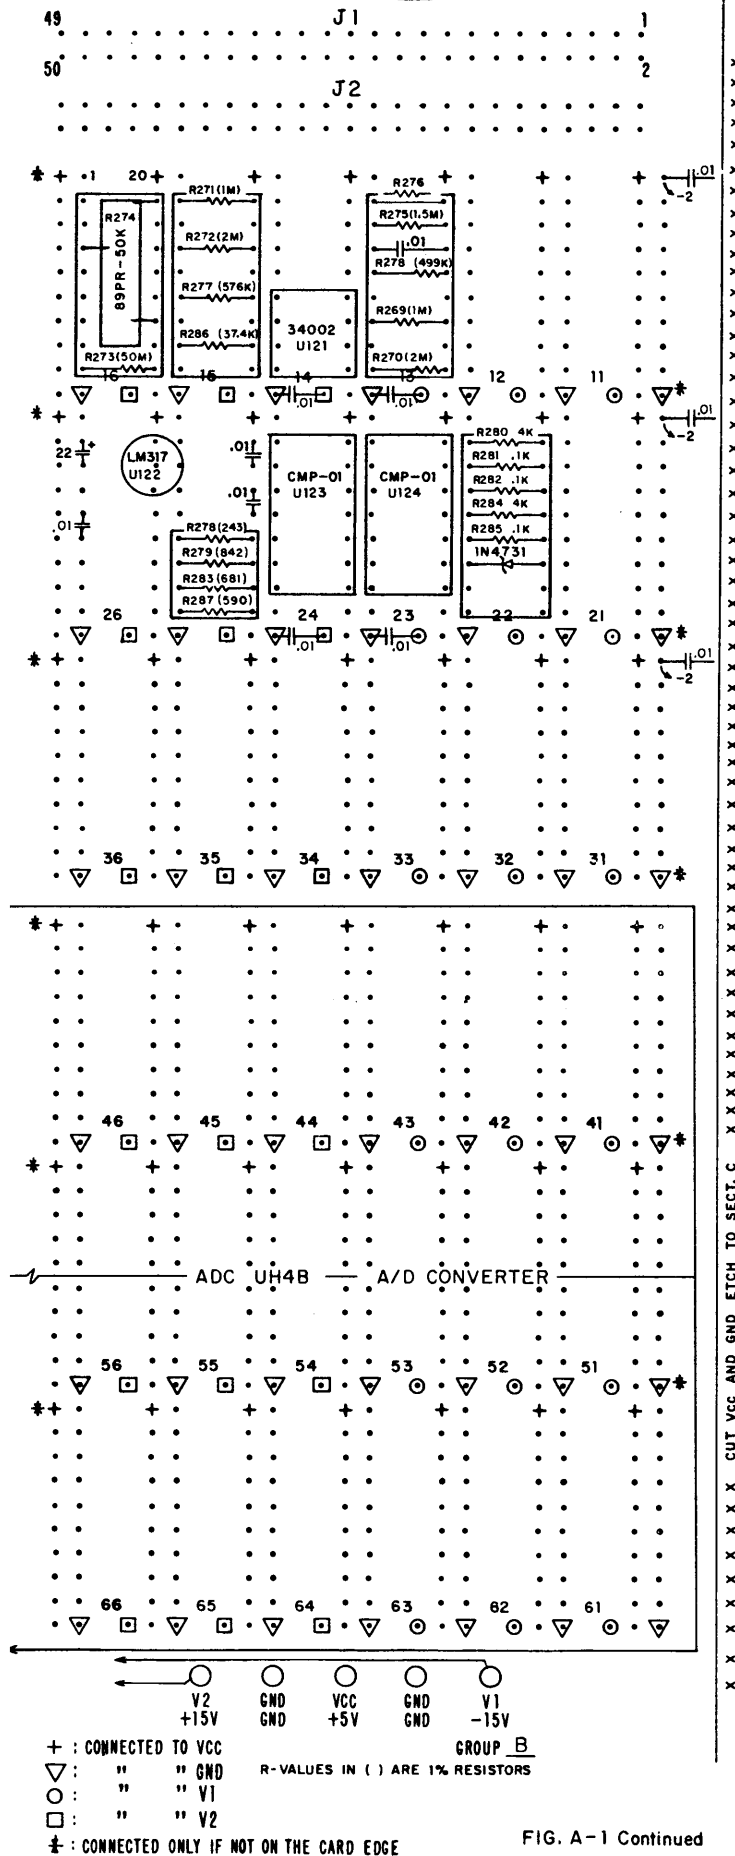 49 J1 1
50 2
J2
1 20
.01
-2
R274
89PR-50K
R273(50M)
R271(1M)
R272(2M)
R277 (576K)
R286 (37.4K)
34002
U121
R276
R275(1.5M)
.01
R278 (499K)
R269(1M)
R270(2M)
16 15 14 13 12 11
.01 .01
.01
-2
22 +
.01
LM317
U122
.01
.01
R278(243)
R279(842)
R283(681)
R287(590)
CMP-01
U123
CMP-01
U124
R280 4K
R281 .1K
R282 .1K
R284 4K
R285 .1K
1N4731
26 24 23 22 21
.01 .01
.01
-2
36 35 34 33 32 31
46 45 44 43 42 41
ADC UH4B — A/D CONVERTER
56 55 54 53 52 51
66 65 64 63 62 61
V2 GND VCC GND V1
+15V GND +5V GND -15V
+ : CONNECTED TO VCC
GROUP B
▽ : " " GND
R-VALUES IN ( ) ARE 1% RESISTORS
○ : " " V1
□ : " " V2
* : CONNECTED ONLY IF NOT ON THE CARD EDGE
FIG. A-1 Continued
X X X X CUT VCC AND GND ETCH TO SECT. C X X X X